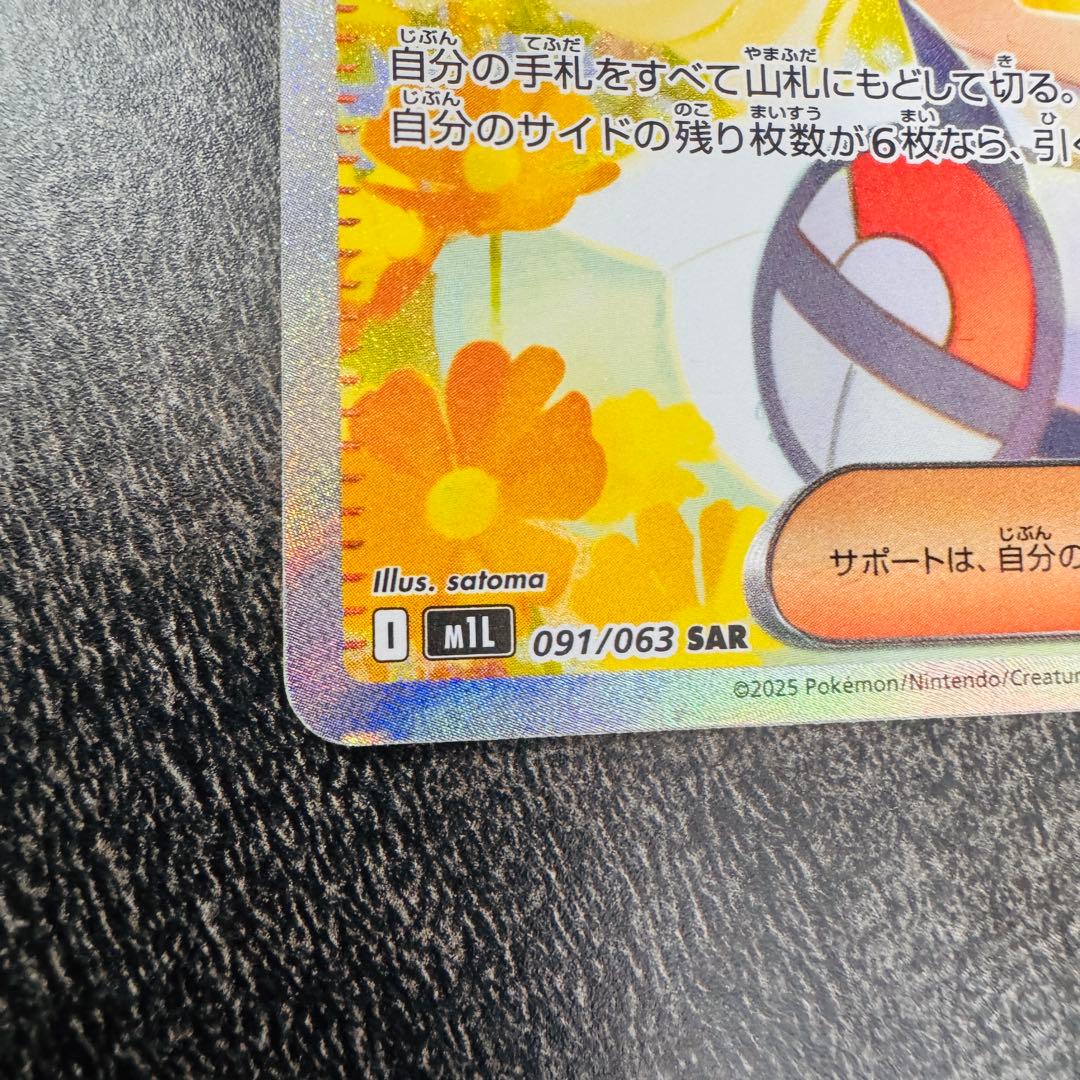 自分の手札をすべて山札にもどして切る。
自分のサイドの残り枚数が6枚なら、引く
サポートは、自分の
Illus. satoma
I M1L 091/063 SAR
©2025 Pokémon/Nintendo/Creatur